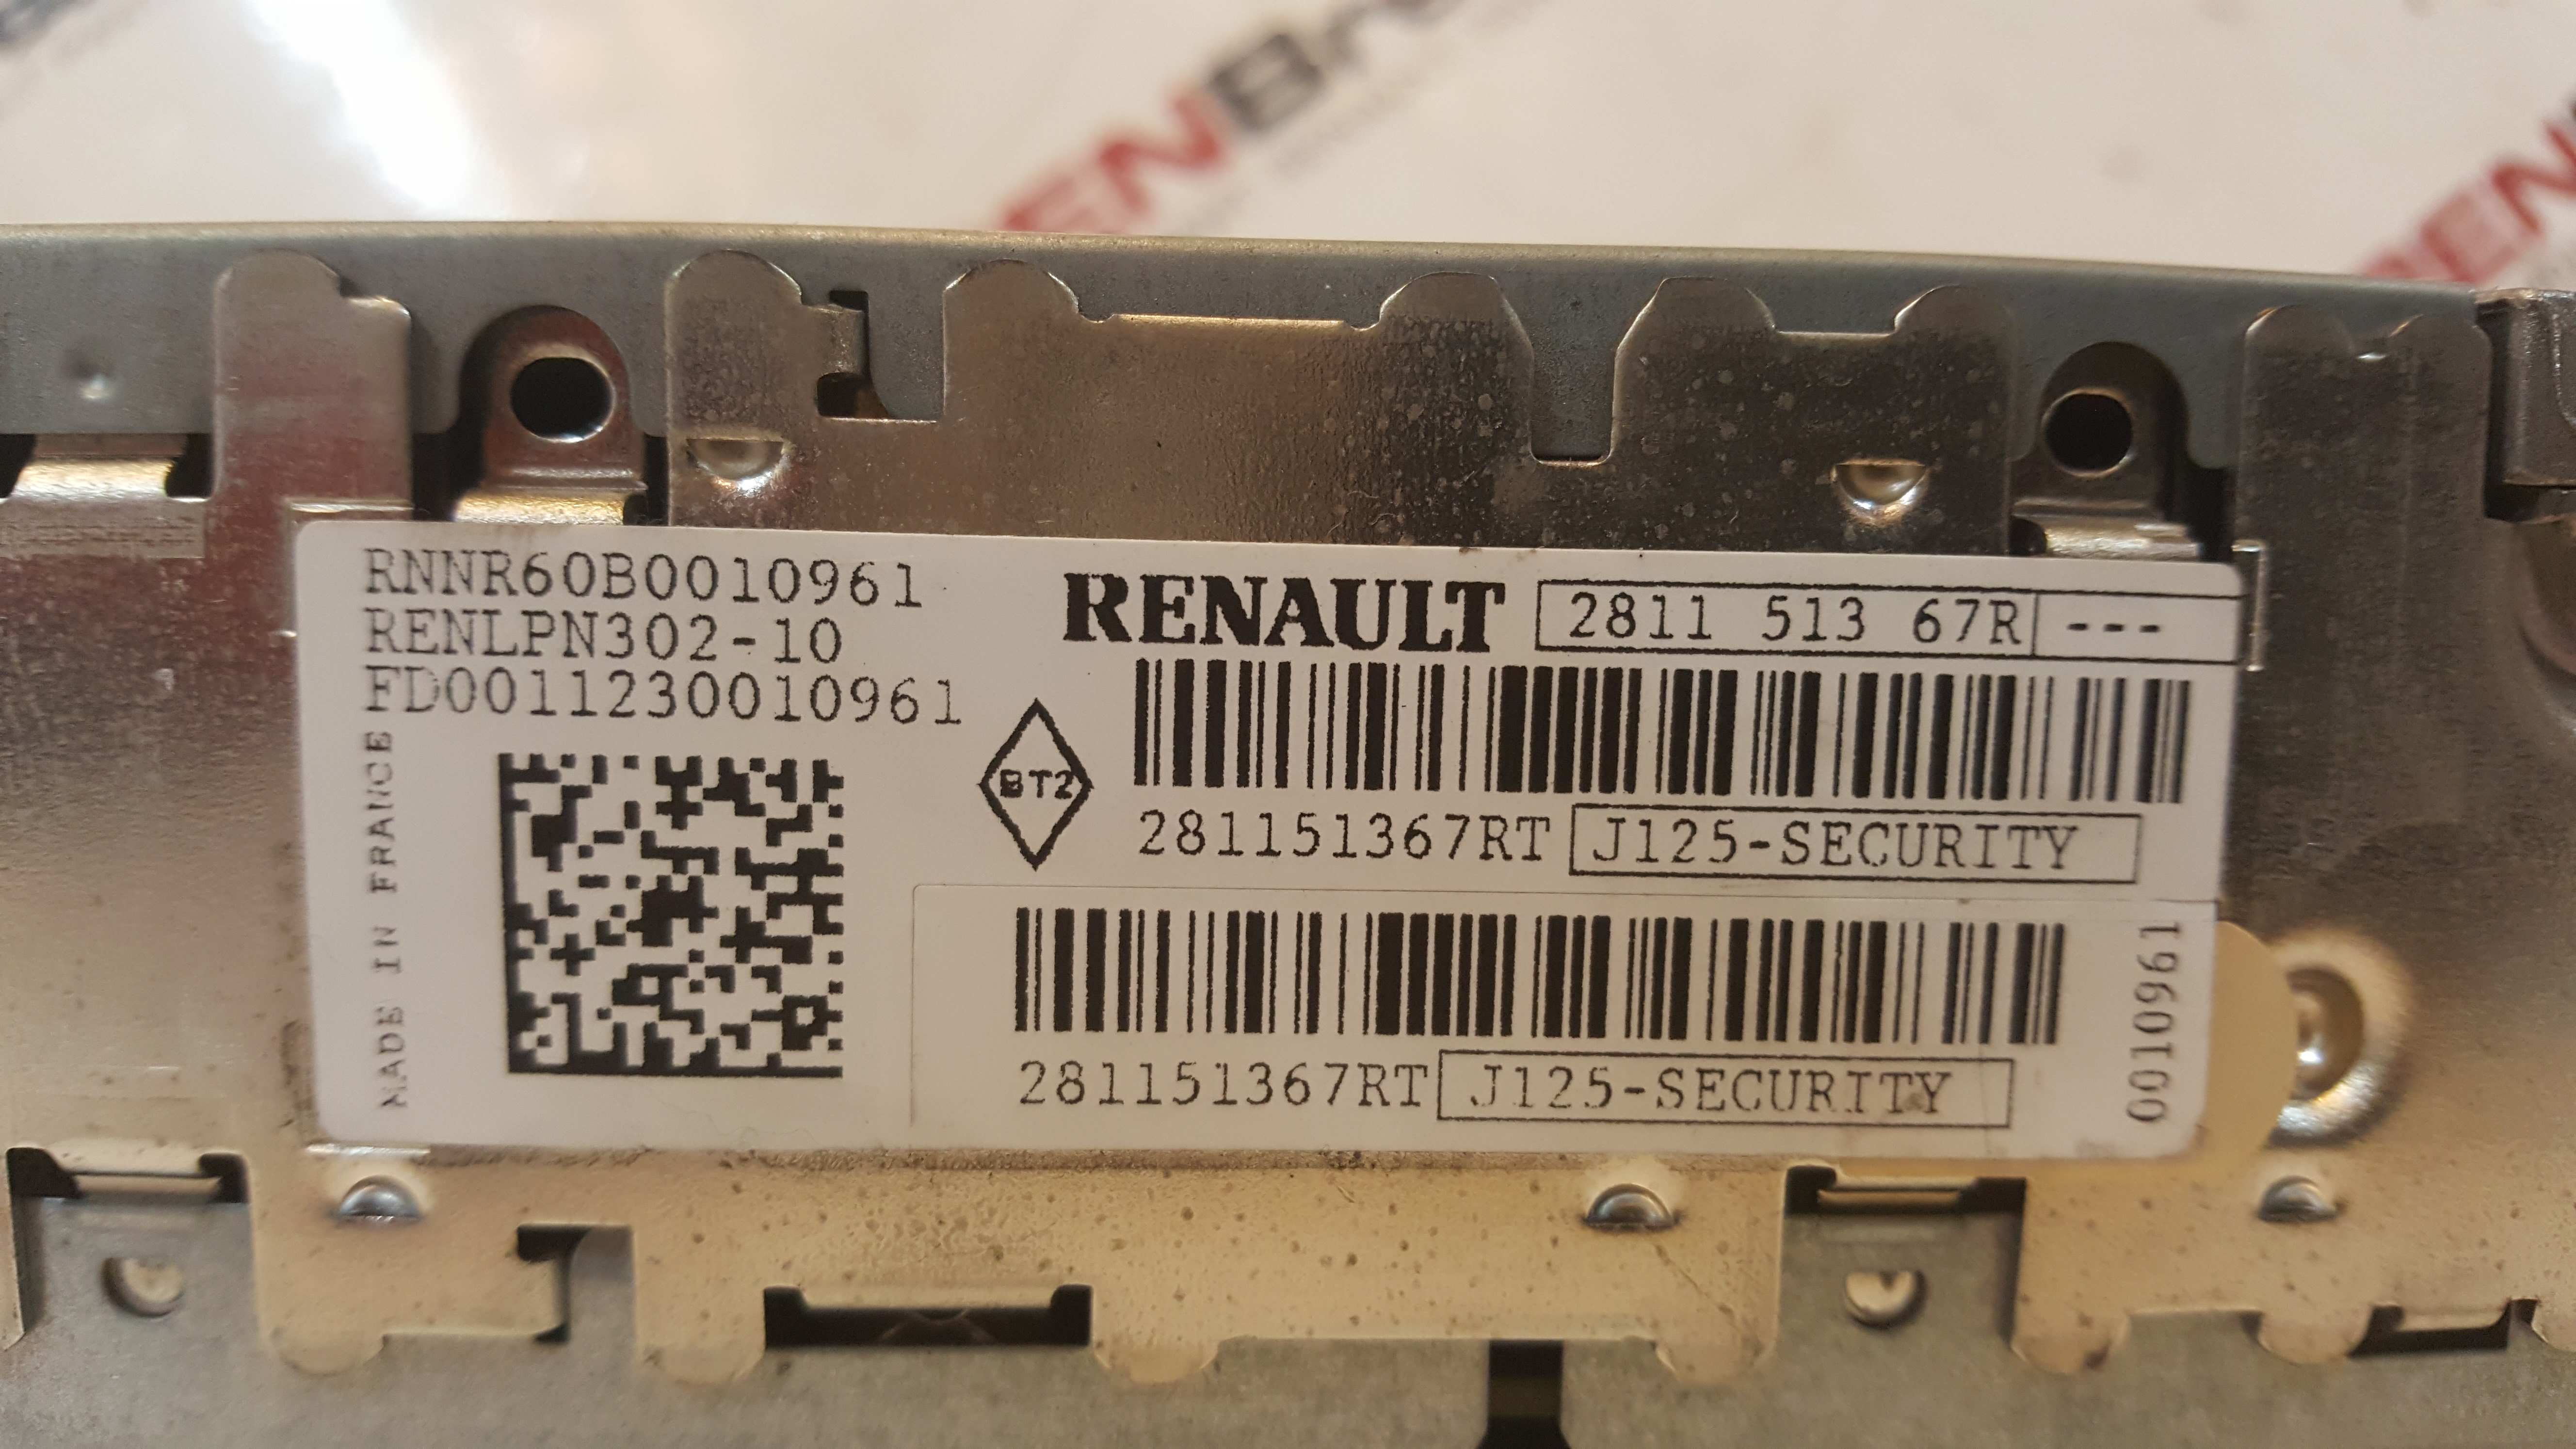 RNNR60B0010961
RENLPN302-10
FD0011230010961
MADE IN FRANCE
RENAULT 2811 513 67R ---
BT2
281151367RT J125-SECURITY
281151367RT J125-SECURITY
0010961